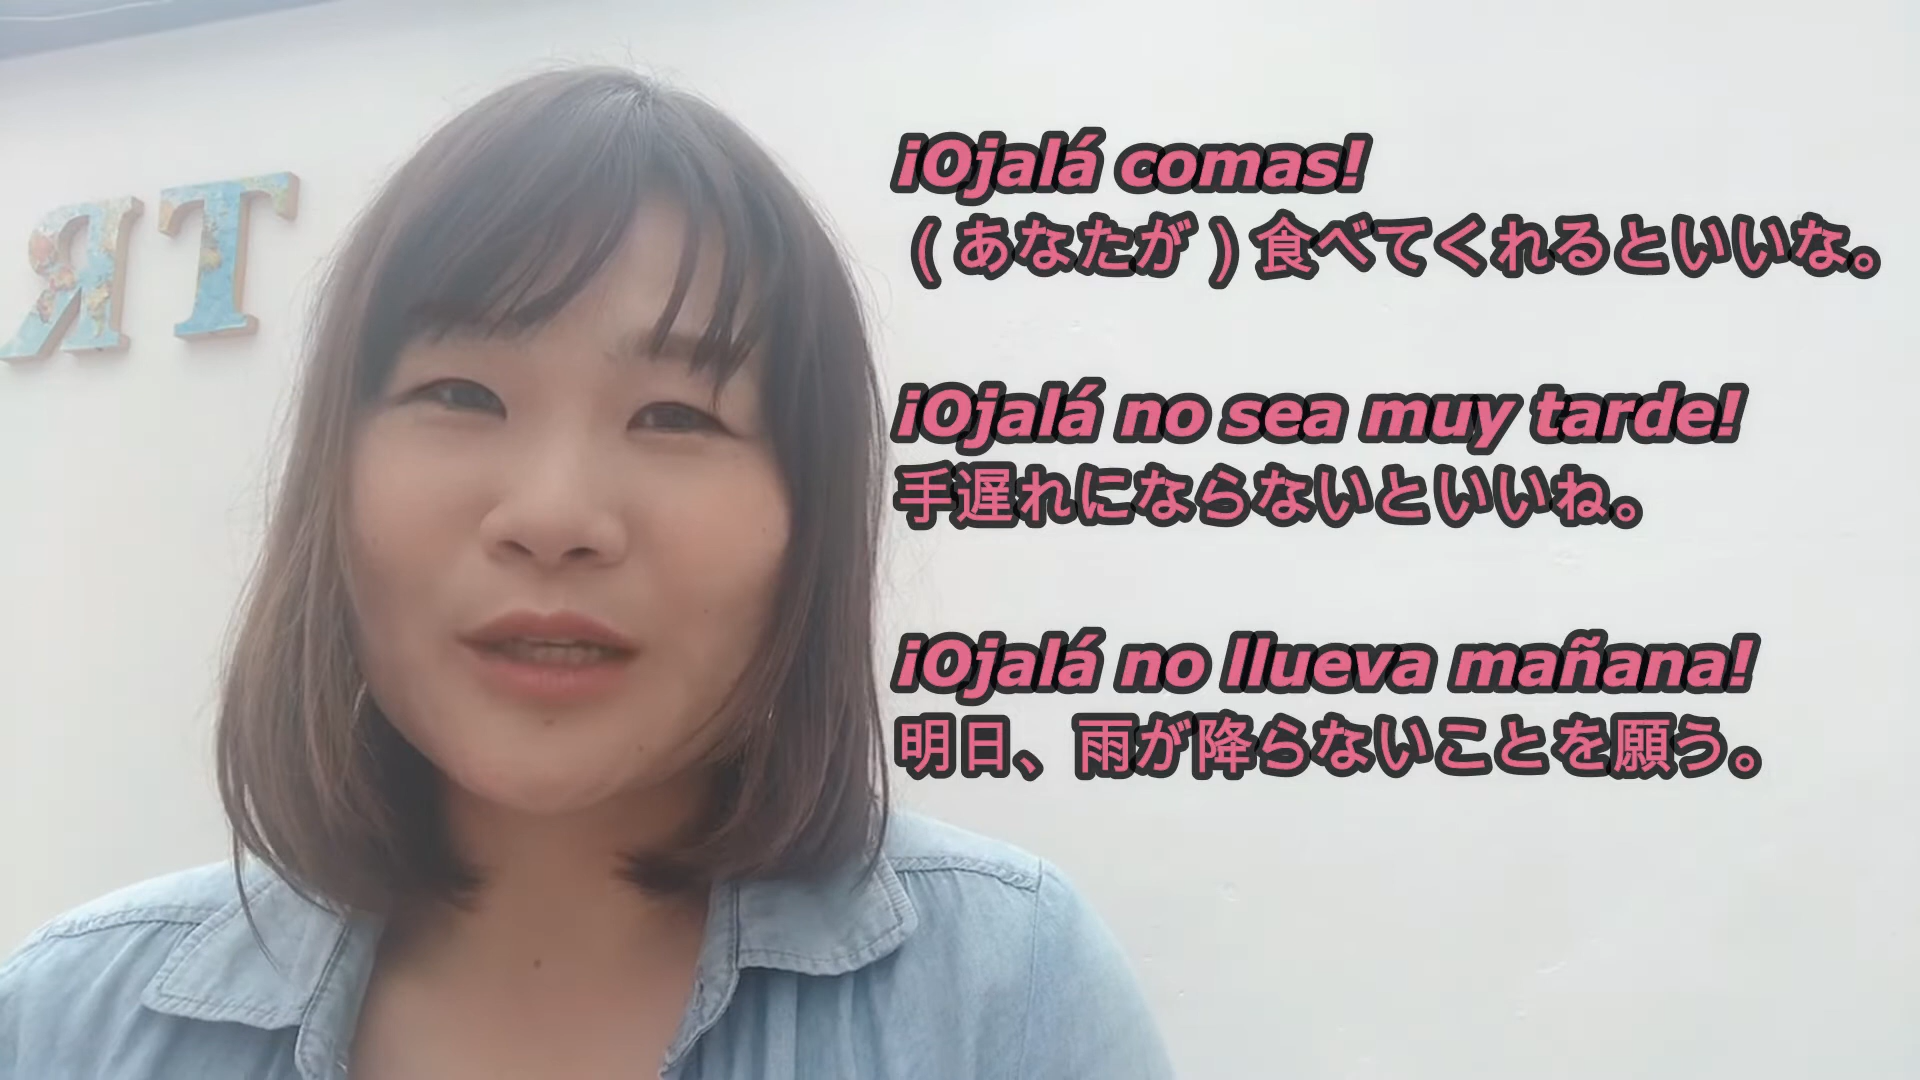 ЯT
¡Ojalá comas!
(あなたが)食べてくれるといいな。
¡Ojalá no sea muy tarde!
手遅れにならないといいね。
¡Ojalá no llueva mañana!
明日、雨が降らないことを願う。